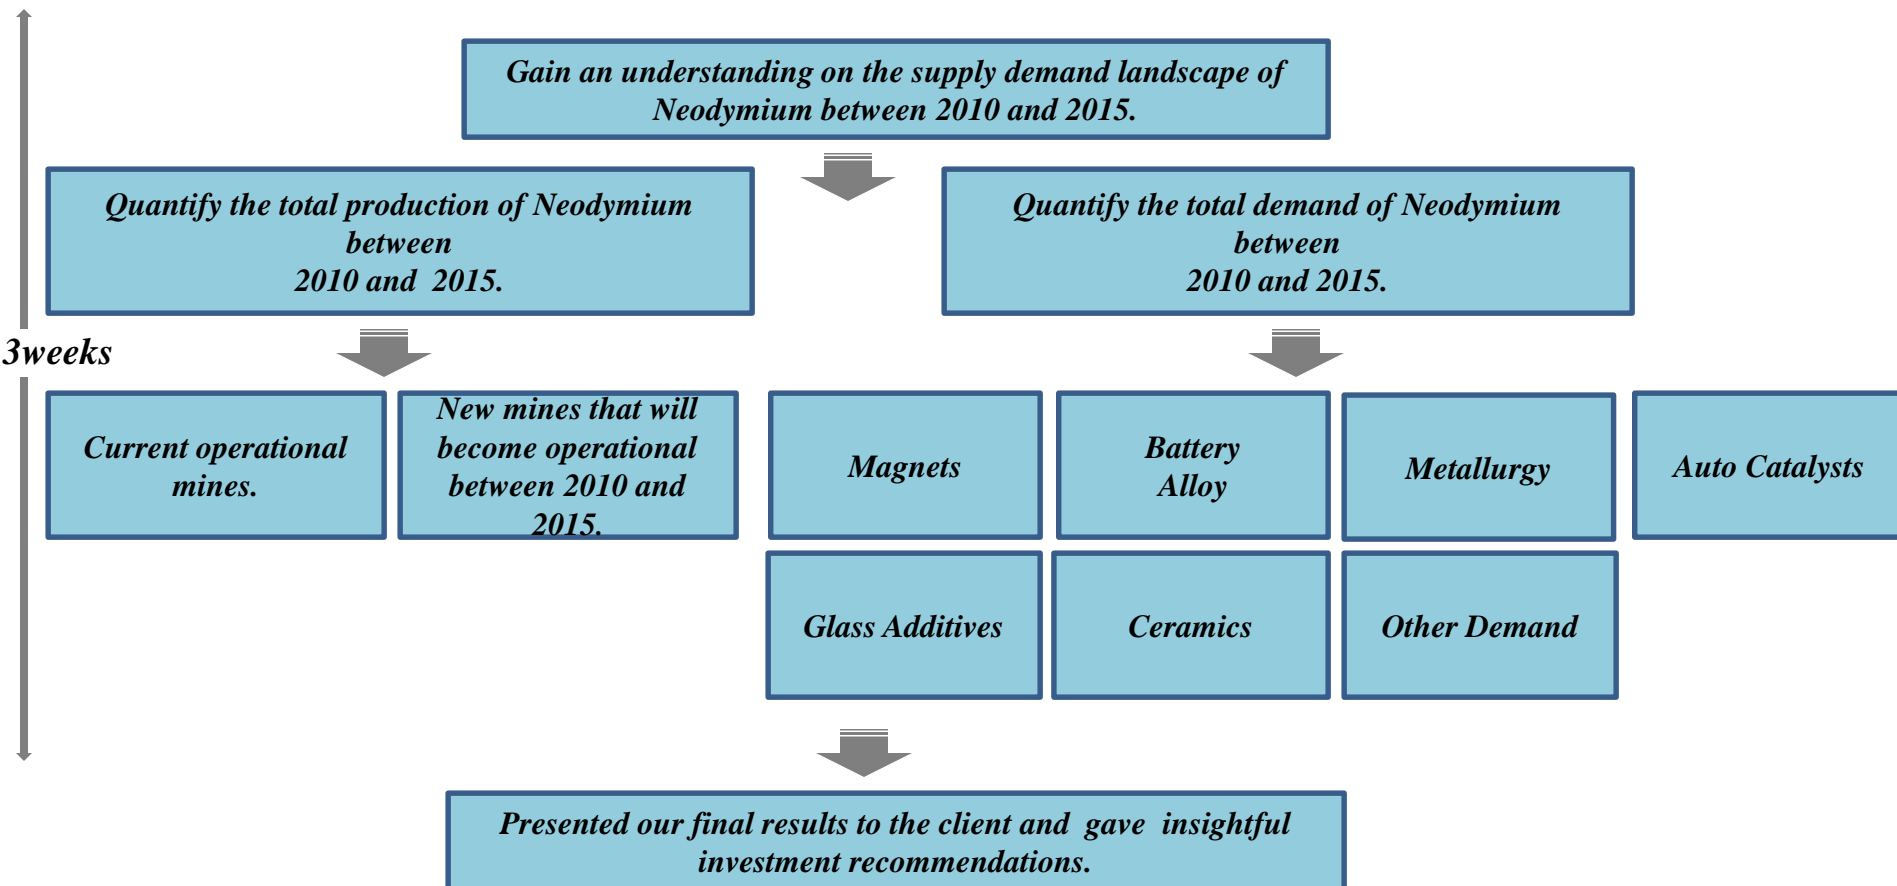 Gain an understanding on the supply demand landscape of
Neodymium between 2010 and 2015.
Quantify the total production of Neodymium
between
2010 and  2015.
Quantify the total demand of Neodymium
between
2010 and 2015.
3weeks
Current operational
mines.
New mines that will
become operational
between 2010 and
2015.
Magnets
Battery
Alloy
Metallurgy
Auto Catalysts
Glass Additives
Ceramics
Other Demand
Presented our final results to the client and  gave  insightful
investment recommendations.